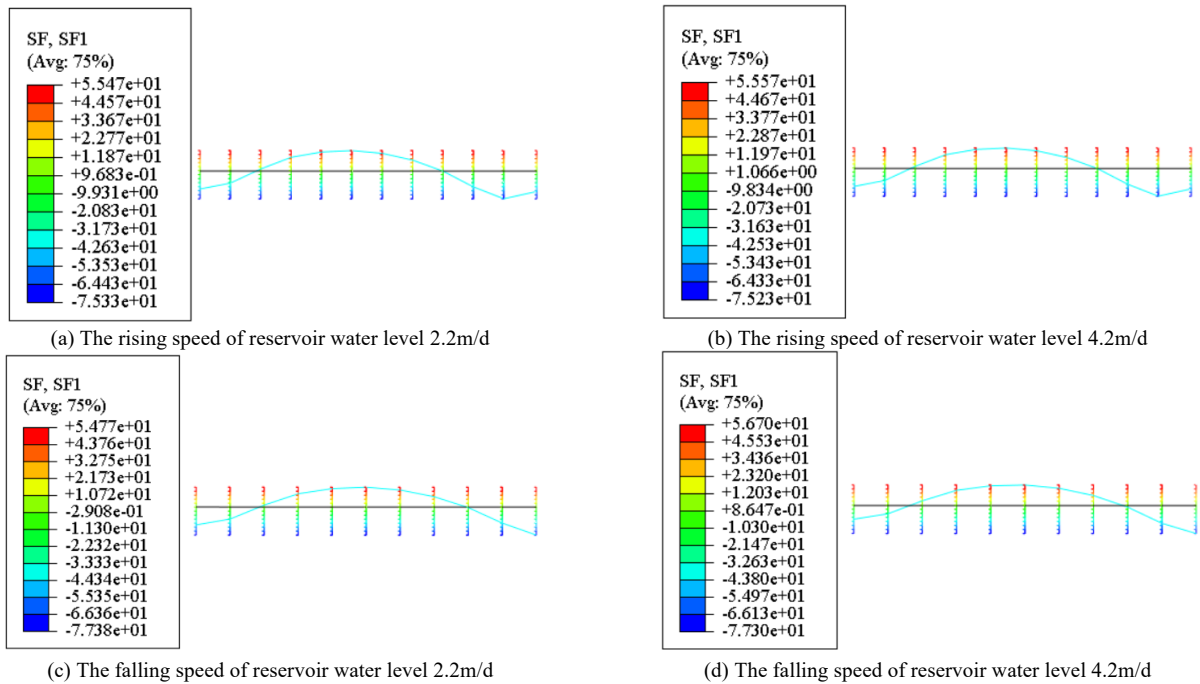 SF, SF1
(Avg: 75%)
+5.547e+01
+4.457e+01
+3.367e+01
+2.277e+01
+1.187e+01
+9.683e-01
-9.931e+00
-2.083e+01
-3.173e+01
-4.263e+01
-5.353e+01
-6.443e+01
-7.533e+01
(a) The rising speed of reservoir water level 2.2m/d
SF, SF1
(Avg: 75%)
+5.557e+01
+4.467e+01
+3.377e+01
+2.287e+01
+1.197e+01
+1.066e+00
-9.834e+00
-2.073e+01
-3.163e+01
-4.253e+01
-5.343e+01
-6.433e+01
-7.523e+01
(b) The rising speed of reservoir water level 4.2m/d
SF, SF1
(Avg: 75%)
+5.477e+01
+4.376e+01
+3.275e+01
+2.173e+01
+1.072e+01
-2.908e-01
-1.130e+01
-2.232e+01
-3.333e+01
-4.434e+01
-5.535e+01
-6.636e+01
-7.738e+01
(c) The falling speed of reservoir water level 2.2m/d
SF, SF1
(Avg: 75%)
+5.670e+01
+4.553e+01
+3.436e+01
+2.320e+01
+1.203e+01
+8.647e-01
-1.030e+01
-2.147e+01
-3.263e+01
-4.380e+01
-5.497e+01
-6.613e+01
-7.730e+01
(d) The falling speed of reservoir water level 4.2m/d